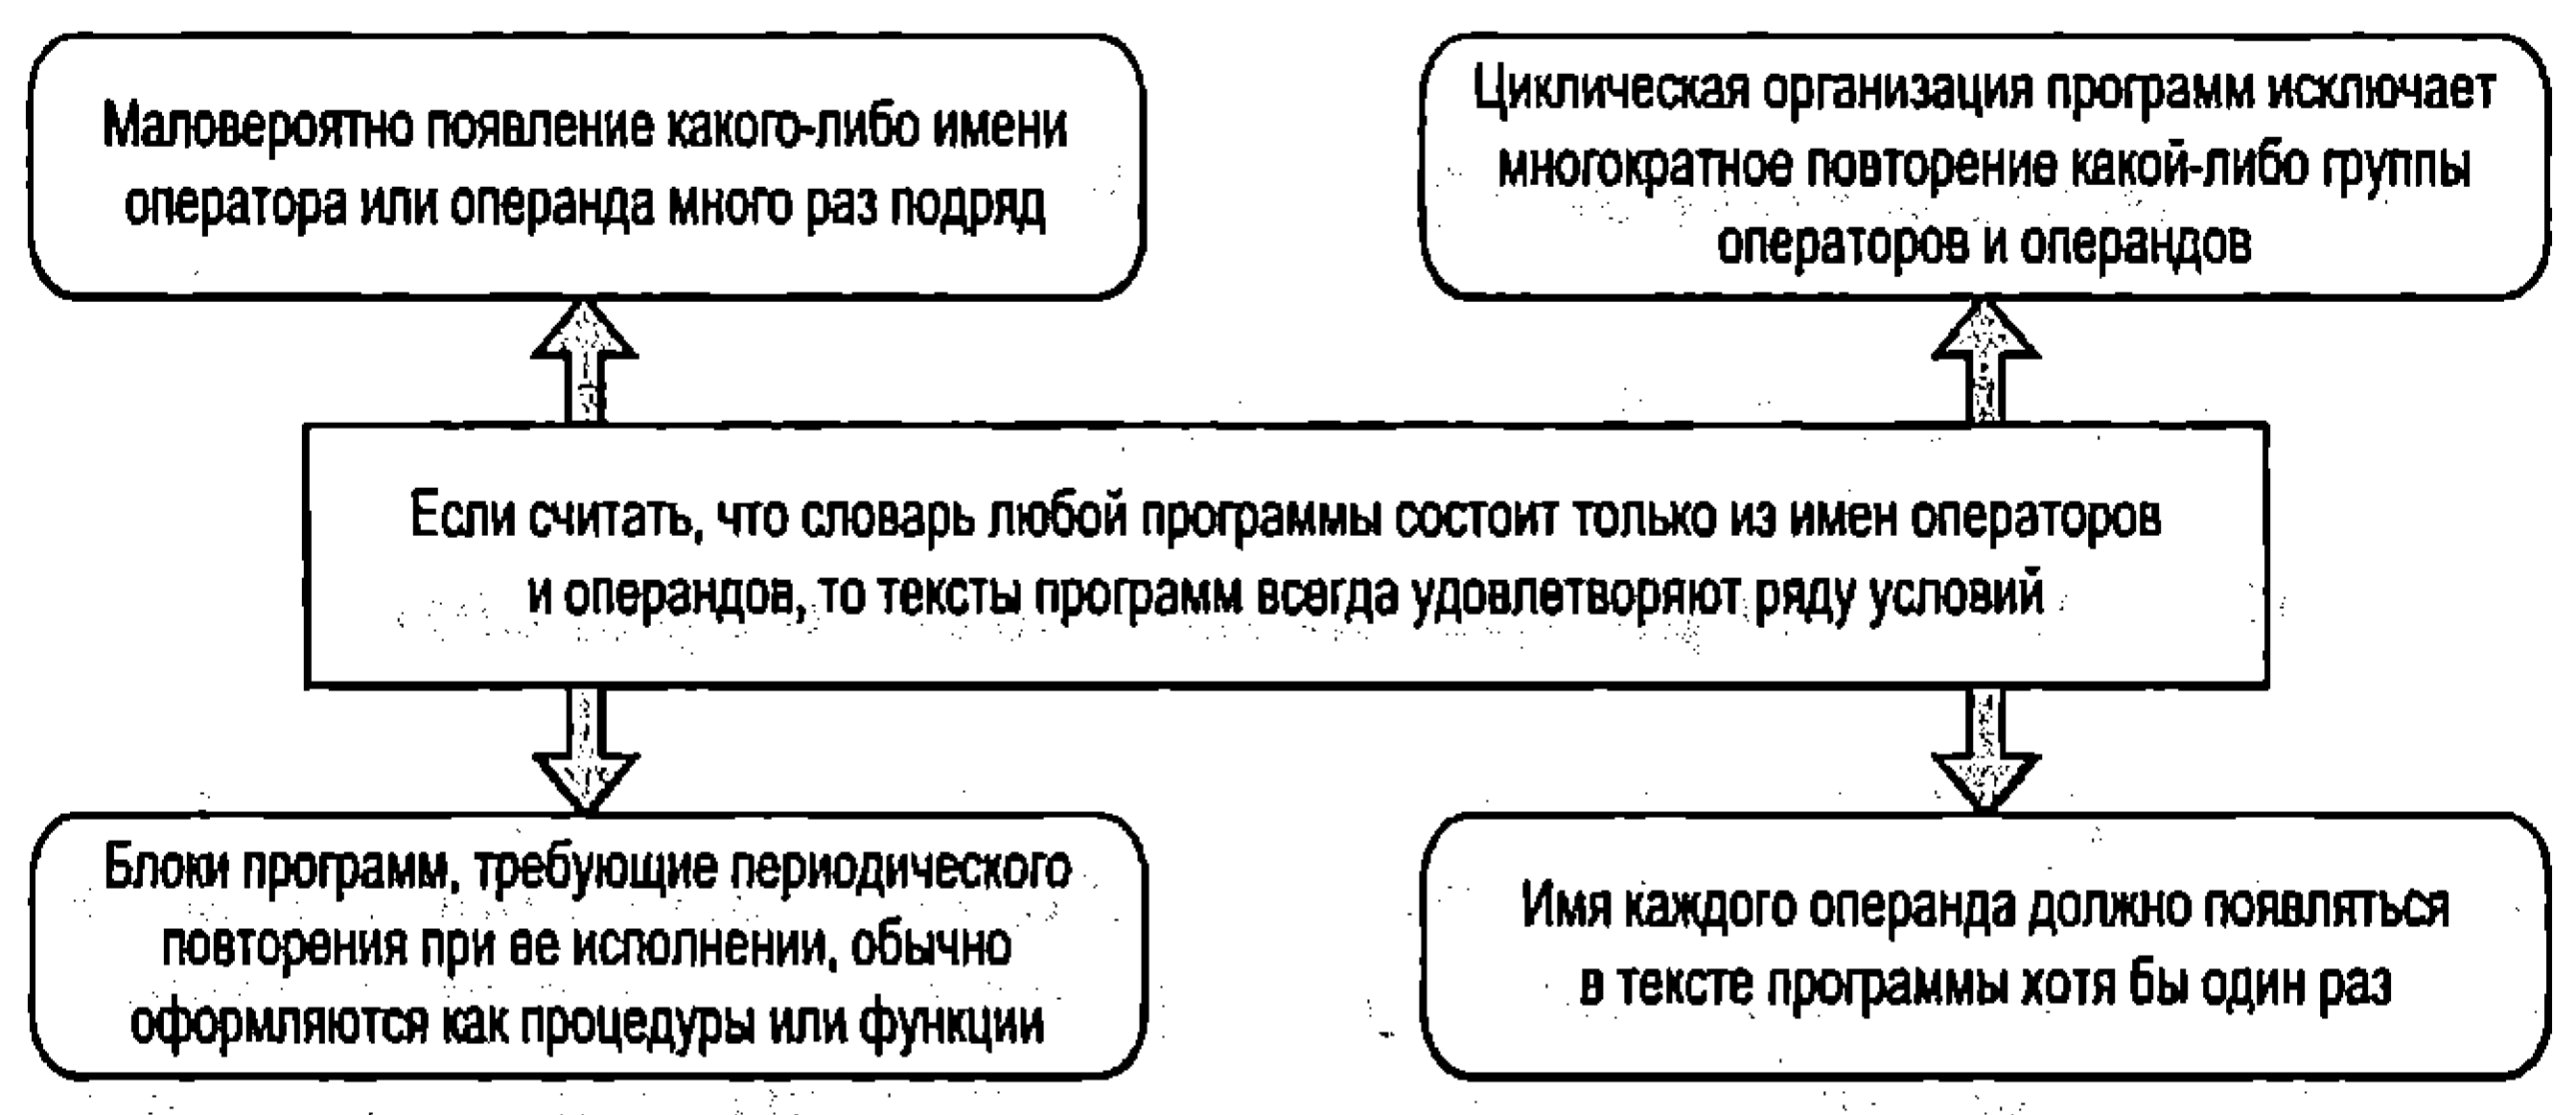 Маловероятно появление какого-либо имени
оператора или операнда много раз подряд
Циклическая организация программ исключает
многократное повторение какой-либо группы
операторов и операндов
Если считать, что словарь любой программы состоит только из имен операторов
и операндов, то тексты программ всегда удовлетворяют ряду условий
Блоки программ, требующие периодического
повторения при ее исполнении, обычно
оформляются как процедуры или функции
Имя каждого операнда должно появляться
в тексте программы хотя бы один раз